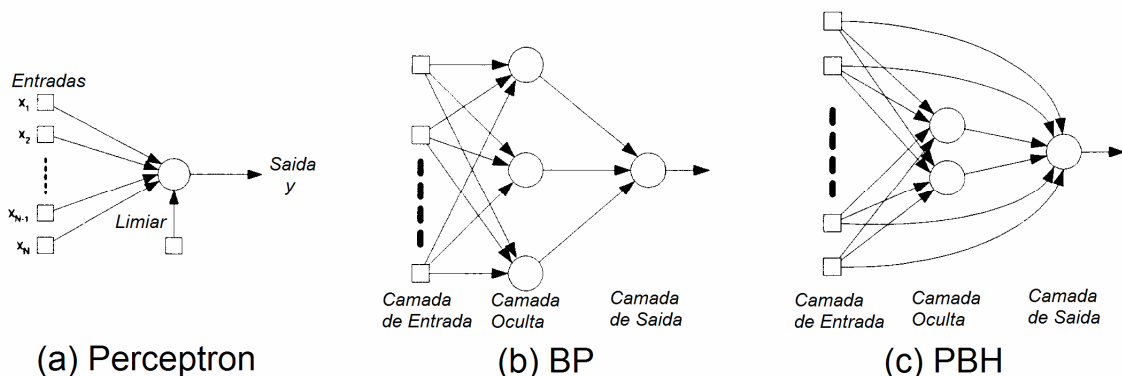 Entradas
x1
x2
xN-1
xN
Limiar
Saida
y
(a) Perceptron
Camada
de Entrada
Camada
Oculta
Camada
de Saida
(b) BP
Camada
de Entrada
Camada
Oculta
Camada
de Saida
(c) PBH